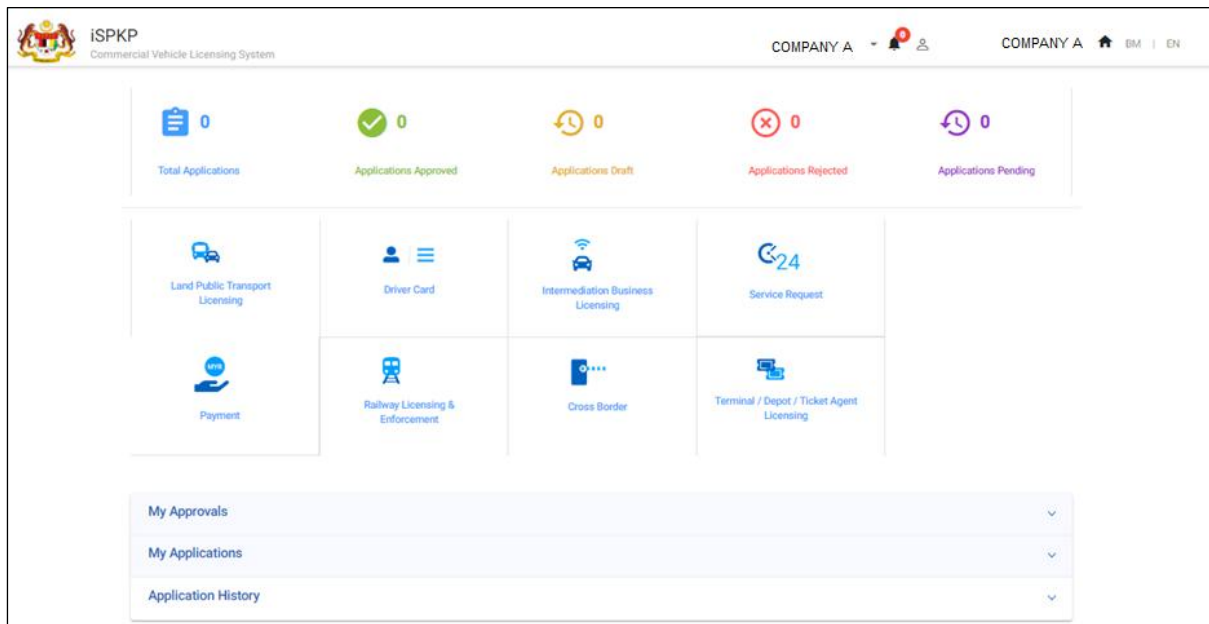 iSPKP
Commercial Vehicle Licensing System
COMPANY A
0
COMPANY A
BM | EN
0
0
0
0
0
Total Applications
Applications Approved
Applications Draft
Applications Rejected
Applications Pending
24
Land Public Transport
Licensing
Driver Card
Intermediation Business
Licensing
Service Request
MYR
Payment
Railway Licensing &
Enforcement
Cross Border
Terminal / Depot / Ticket Agent
Licensing
My Approvals
My Applications
Application History